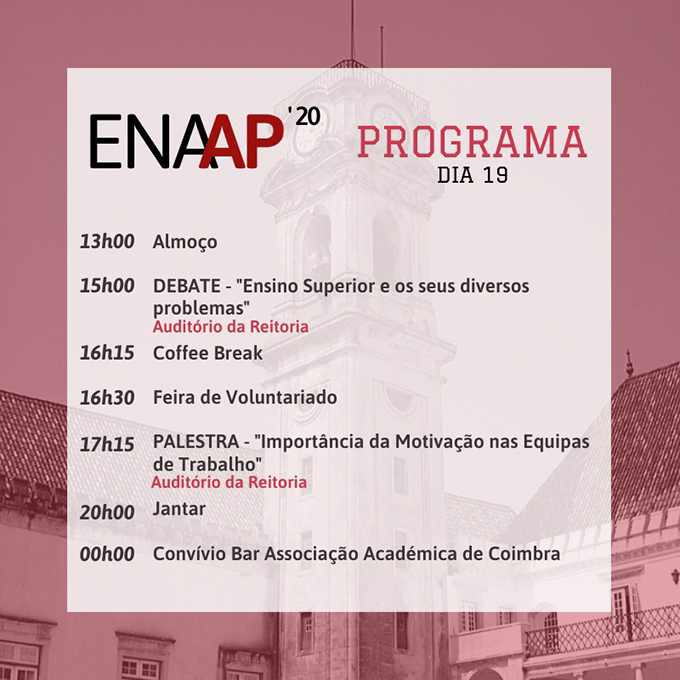 ENAAP '20
PROGRAMA
DIA 19
13h00 Almoço
15h00 DEBATE - "Ensino Superior e os seus diversos
problemas"
Auditório da Reitoria
16h15 Coffee Break
16h30 Feira de Voluntariado
17h15 PALESTRA - "Importância da Motivação nas Equipas
de Trabalho"
Auditório da Reitoria
20h00 Jantar
00h00 Convívio Bar Associação Académica de Coimbra